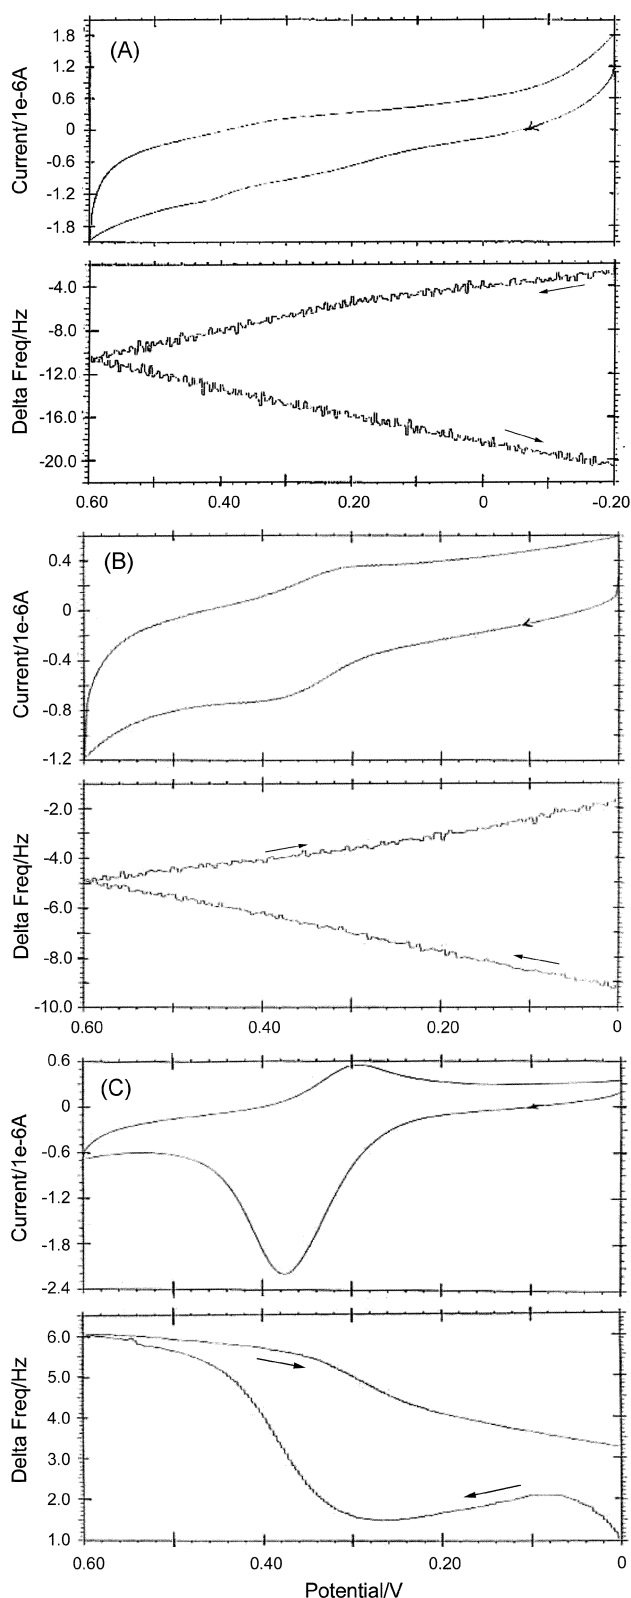 (A)
Current/1e-6A
1.8
1.2
0.6
0
-0.6
-1.2
-1.8
Delta Freq/Hz
-4.0
-8.0
-12.0
-16.0
-20.0
0.60 0.40 0.20 0 -0.20
(B)
Current/1e-6A
0.4
0
-0.4
-0.8
-1.2
Delta Freq/Hz
-2.0
-4.0
-6.0
-8.0
-10.0
0.60 0.40 0.20 0
(C)
Current/1e-6A
0.6
0
-0.6
-1.2
-1.8
-2.4
Delta Freq/Hz
6.0
5.0
4.0
3.0
2.0
1.0
0.60 0.40 0.20 0
Potential/V